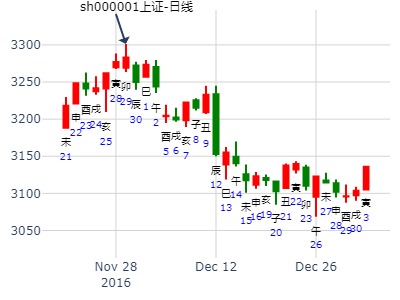 sh000001上证-日线
3300
3250
3200
3150
3100
3050
未
21
申
22
酉
23
戌
24
亥
25
寅
28
卯
29
辰
30
巳
1
午
2
酉
5
戌
6
亥
7
子
8
丑
9
辰
12
巳
13
午
14
未
15
申
16
亥
19
子
20
丑
21
寅
22
卯
23
午
26
未
27
申
28
酉
29
戌
30
寅
3
Nov 28
2016
Dec 12
Dec 26